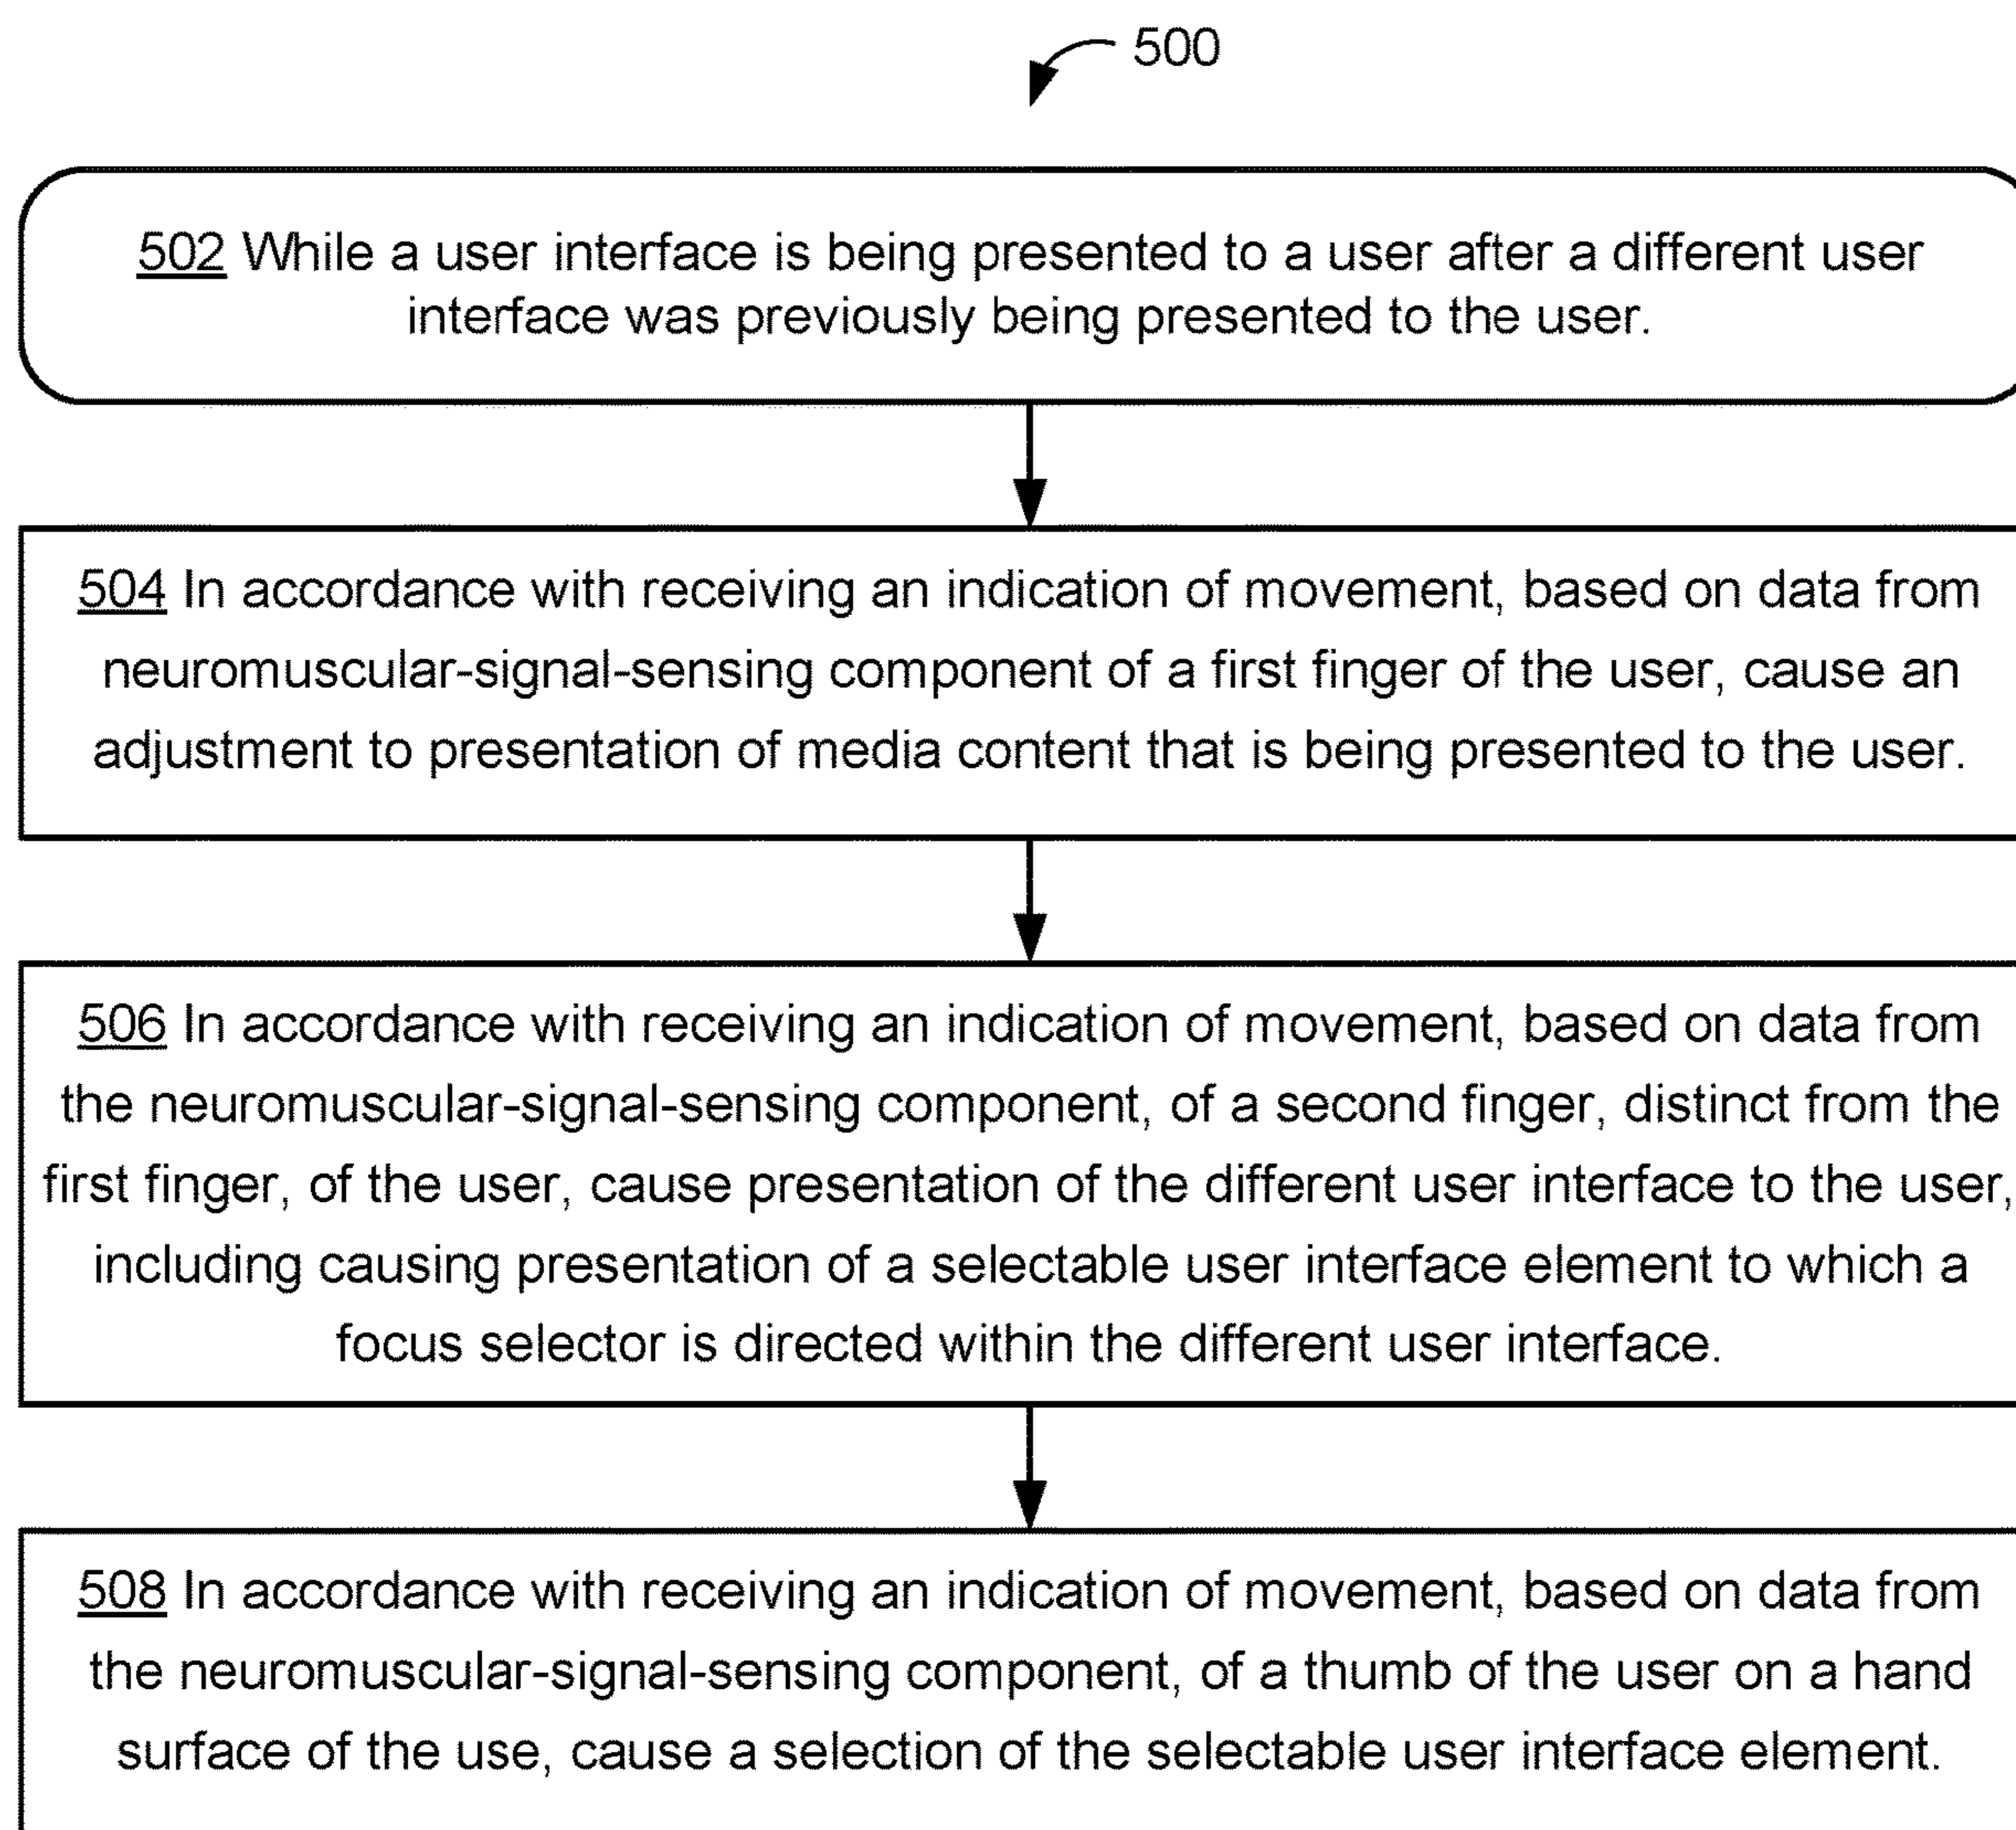 500
502 While a user interface is being presented to a user after a different user
interface was previously being presented to the user.
504 In accordance with receiving an indication of movement, based on data from
neuromuscular-signal-sensing component of a first finger of the user, cause an
adjustment to presentation of media content that is being presented to the user.
506 In accordance with receiving an indication of movement, based on data from
the neuromuscular-signal-sensing component, of a second finger, distinct from the
first finger, of the user, cause presentation of the different user interface to the user,
including causing presentation of a selectable user interface element to which a
focus selector is directed within the different user interface.
508 In accordance with receiving an indication of movement, based on data from
the neuromuscular-signal-sensing component, of a thumb of the user on a hand
surface of the use, cause a selection of the selectable user interface element.